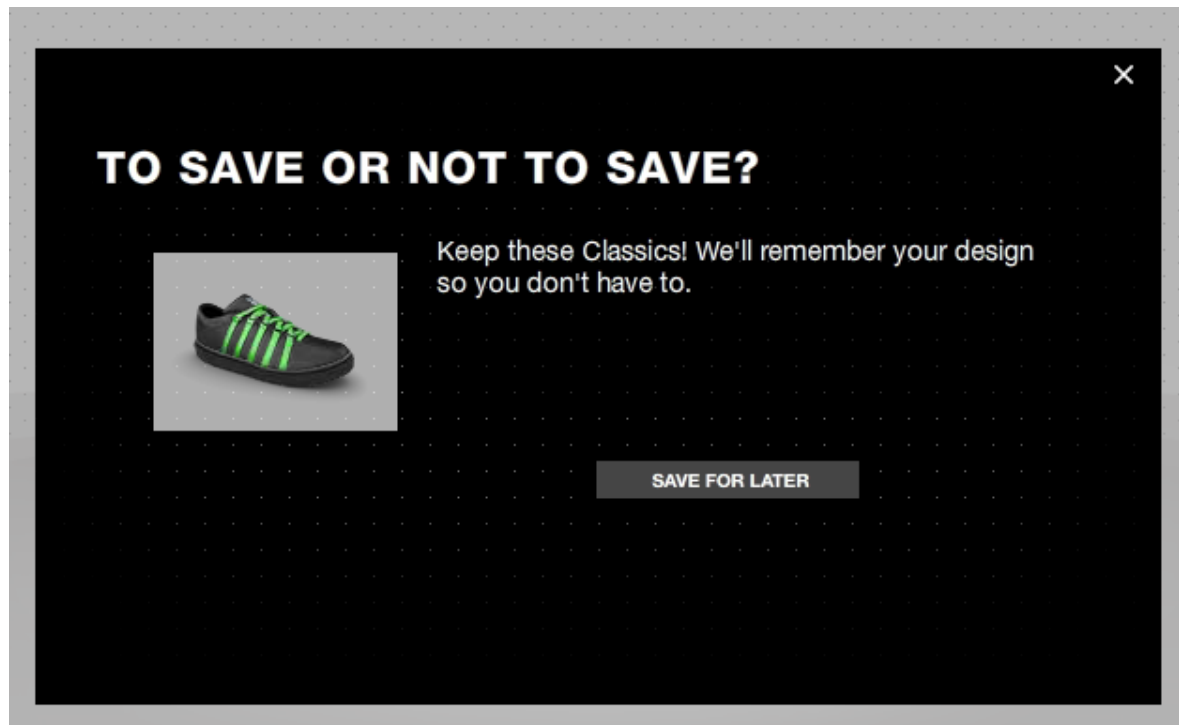 TO SAVE OR NOT TO SAVE?
Keep these Classics! We'll remember your design
so you don't have to.
SAVE FOR LATER